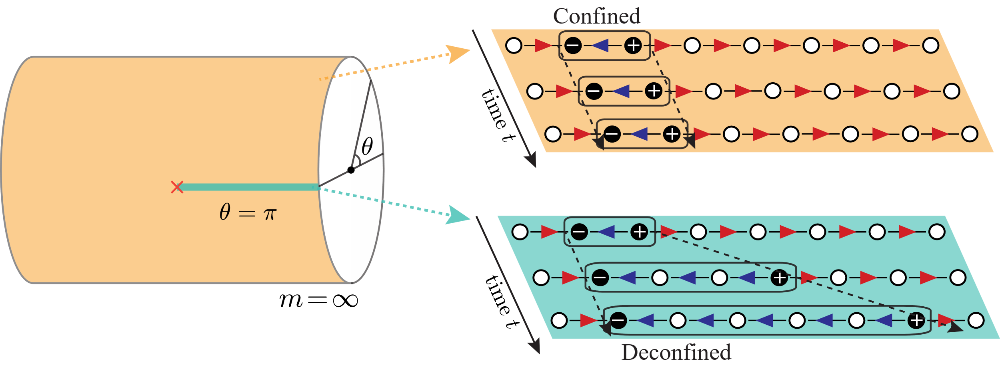 Confined
time t
θ
θ = π
m = ∞
time t
Deconfined